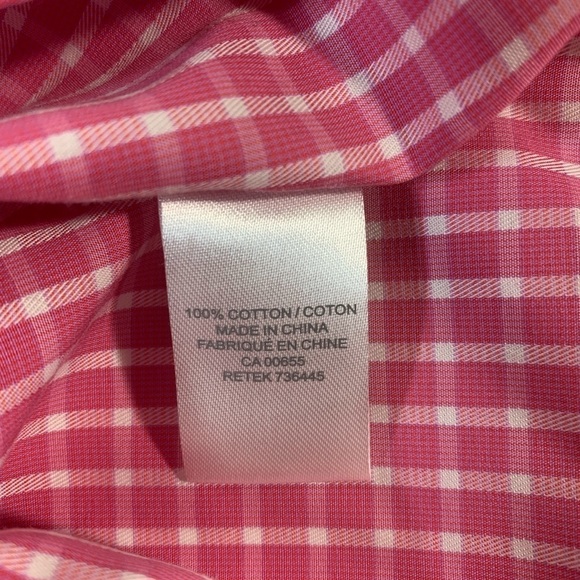 100% COTTON / COTON
MADE IN CHINA
FABRIQUÉ EN CHINE
CA 00655
RETEK 736445